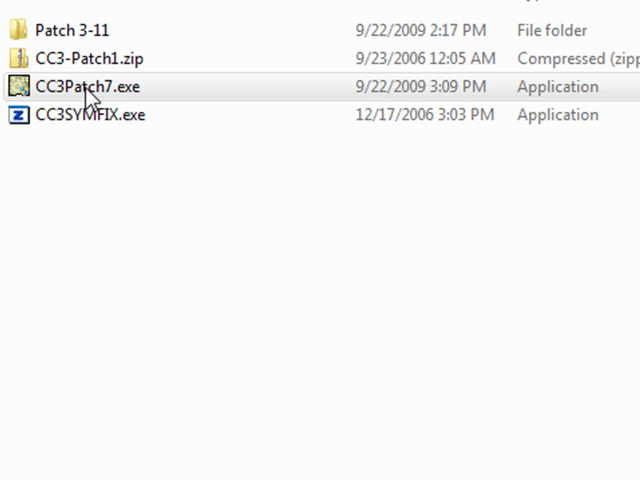 Patch 3-11 9/22/2009 2:17 PM File folder
CC3-Patch1.zip 9/23/2006 12:05 AM Compressed (zipp
CC3Patch7.exe 9/22/2009 3:09 PM Application
CC3SYMFIX.exe 12/17/2006 3:03 PM Application